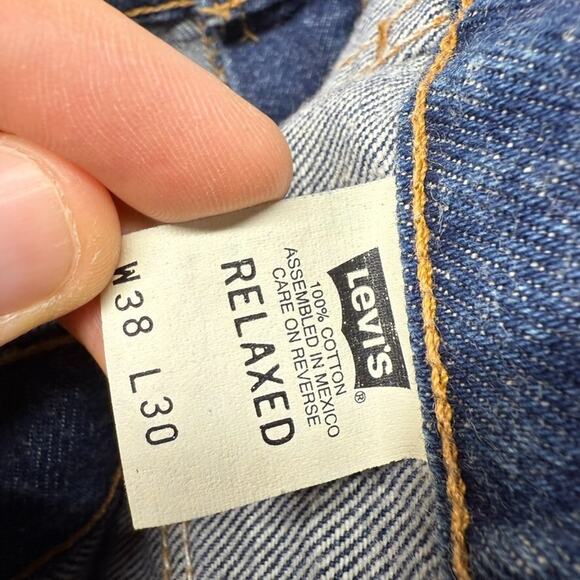 Levi's ®
100% COTTON
ASSEMBLED IN MEXICO
CARE ON REVERSE
RELAXED
W38 L30